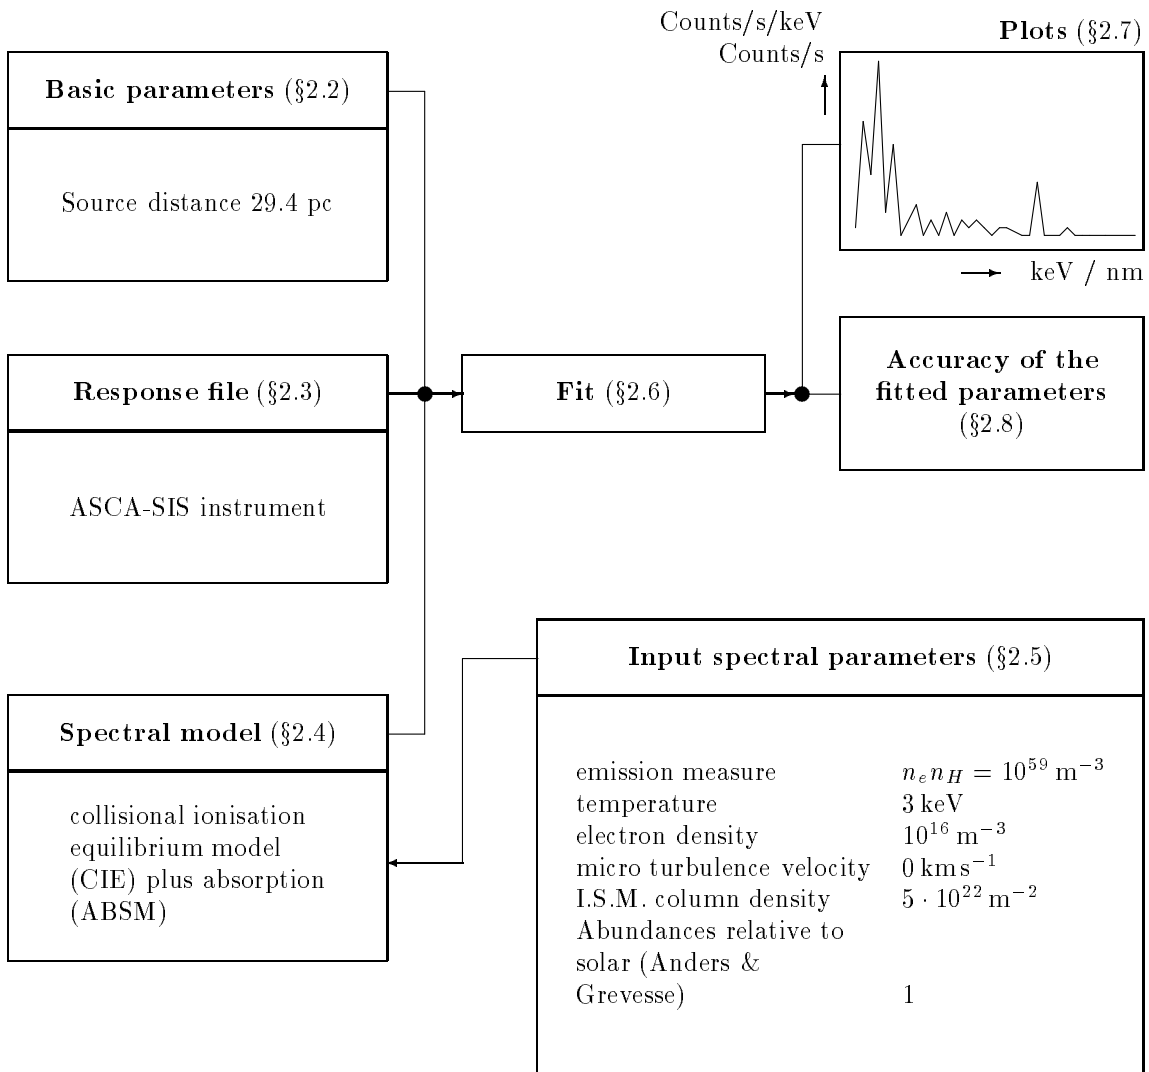 Counts/s/keV
Counts/s
Plots (§2.7)
Basic parameters (§2.2)
Source distance 29.4 pc
keV / nm
Response file (§2.3)
ASCA-SIS instrument
Fit (§2.6)
Accuracy of the
fitted parameters
(§2.8)
Spectral model (§2.4)
collisional ionisation
equilibrium model
(CIE) plus absorption
(ABSM)
Input spectral parameters (§2.5)
emission measure n_e n_H = 10^59 m^−3
temperature 3 keV
electron density 10^16 m^−3
micro turbulence velocity 0 km s^−1
I.S.M. column density 5 · 10^22 m^−2
Abundances relative to
solar (Anders &
Grevesse) 1